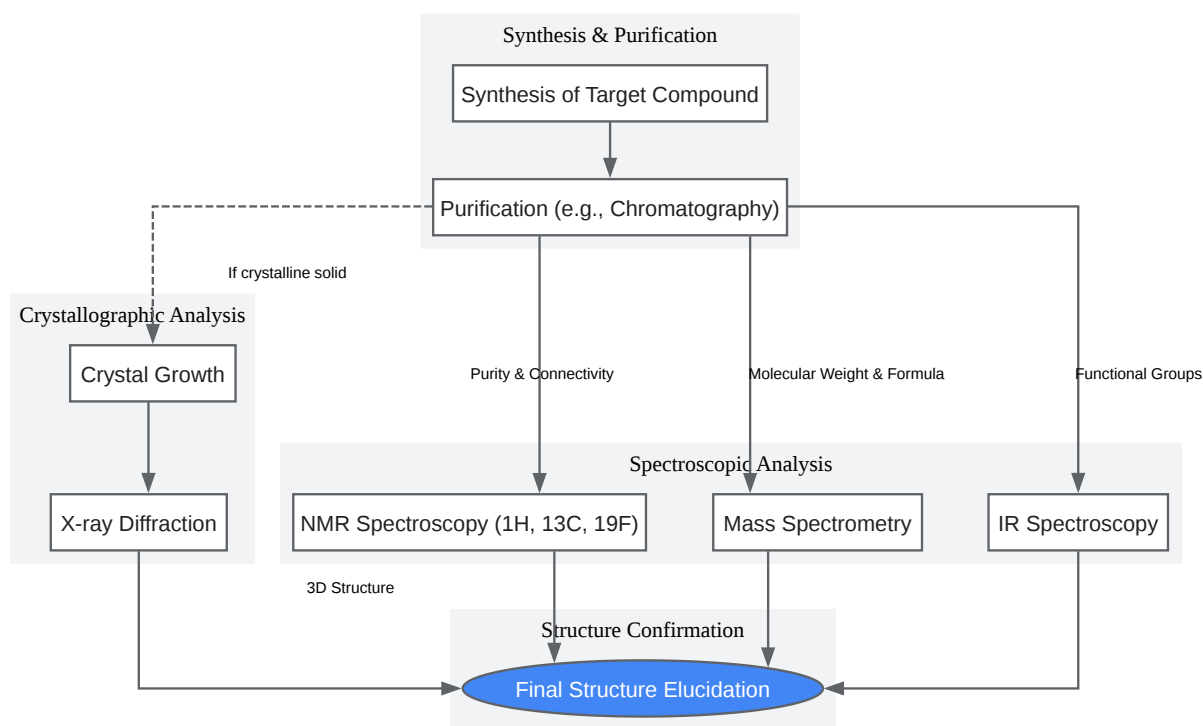 Synthesis & Purification
Synthesis of Target Compound
Purification (e.g., Chromatography)
If crystalline solid
Crystallographic Analysis
Crystal Growth
Purity & Connectivity
Molecular Weight & Formula
Functional Groups
Spectroscopic Analysis
X-ray Diffraction
NMR Spectroscopy (1H, 13C, 19F)
Mass Spectrometry
IR Spectroscopy
3D Structure
Structure Confirmation
Final Structure Elucidation